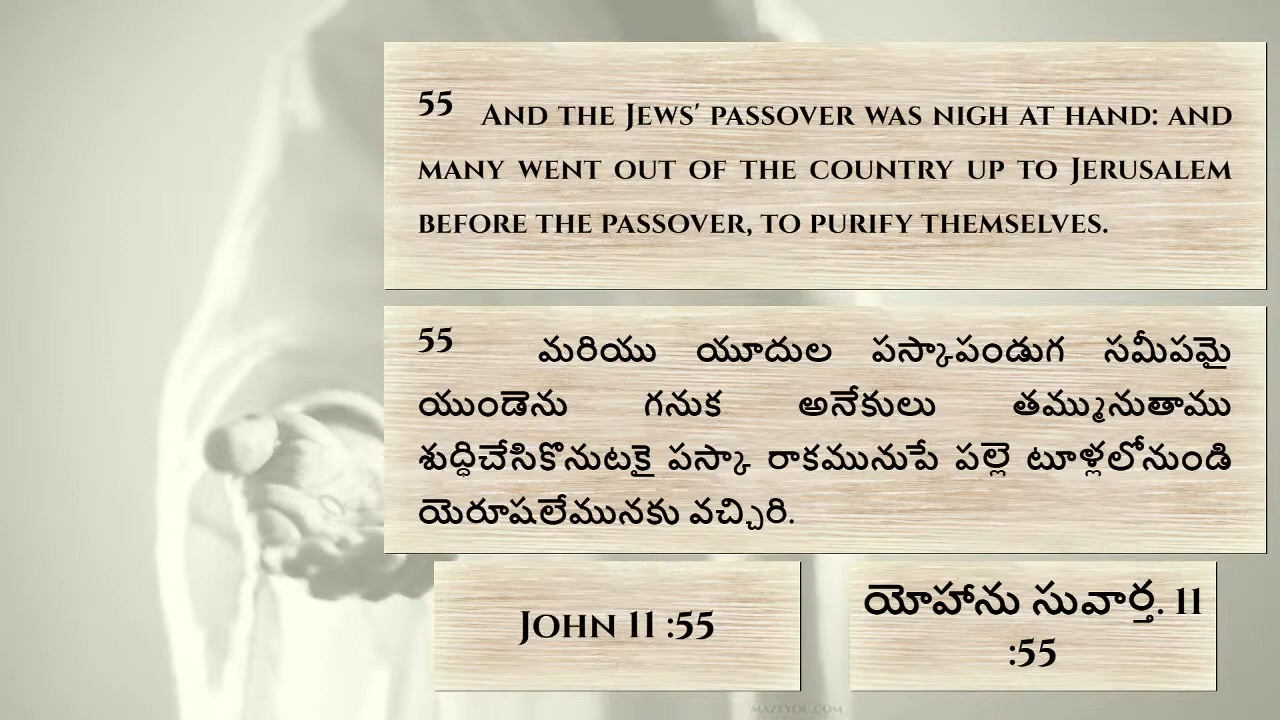 55 And the Jews' passover was nigh at hand: and
many went out of the country up to Jerusalem
before the passover, to purify themselves.
55 మరియు యూదుల పస్కాపండుగ సమీపమై
యుండెను గనుక అనేకులు తమ్మునుతాము
శుద్ధిచేసికొనుటకై పస్కా రాకమునుపే పల్లె టూళ్లలోనుండి
యెరూషలేమునకు వచ్చిరి.
John 11 :55
యోహాను సువార్త. 11
:55
MAZEYOU.COM